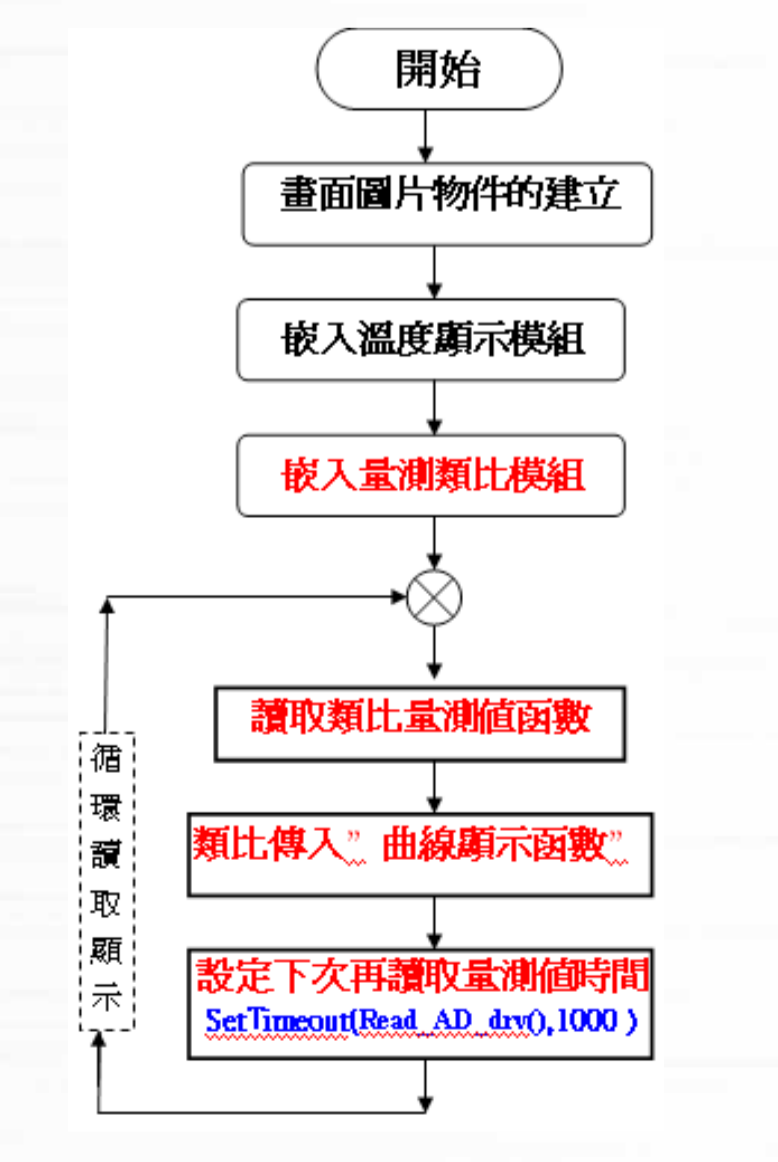 開始
畫面圖片物件的建立
嵌入溫度顯示模組
嵌入量測類比模組
讀取類比量測值函數
類比傳入” 曲線顯示函數”
設定下次再讀取量測值時間
SetTimeout(Read_AD_drv(),1000 )
循
環
讀
取
顯
示